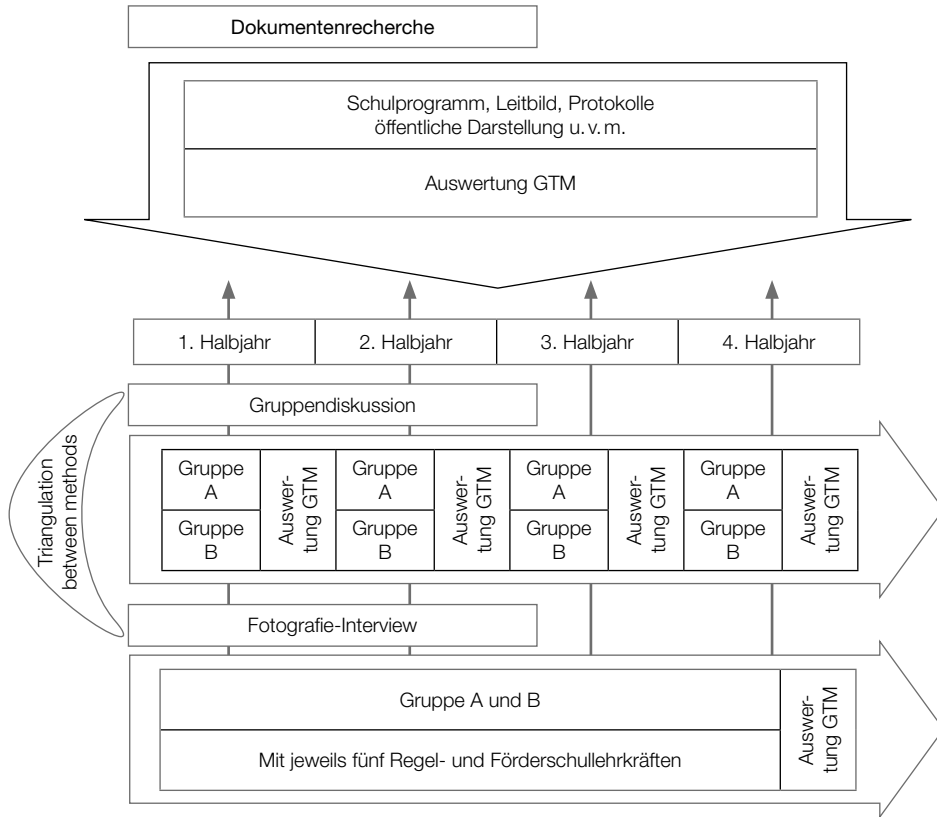 Dokumentenrecherche
Schulprogramm, Leitbild, Protokolle
öffentliche Darstellung u. v. m.
Auswertung GTM
1. Halbjahr
2. Halbjahr
3. Halbjahr
4. Halbjahr
Gruppendiskussion
Triangulation
between methods
Gruppe
A
Gruppe
B
Auswer-
tung GTM
Gruppe
A
Gruppe
B
Auswer-
tung GTM
Gruppe
A
Gruppe
B
Auswer-
tung GTM
Gruppe
A
Gruppe
B
Auswer-
tung GTM
Fotografie-Interview
Gruppe A und B
Mit jeweils fünf Regel- und Förderschullehrkräften
Auswer-
tung GTM